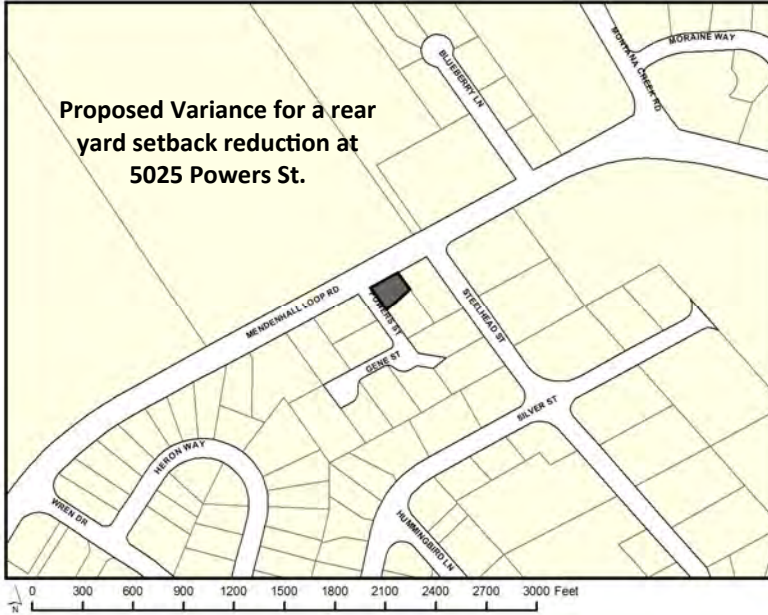 MORAINE WAY
MONTANA CREEK RD
BLUEBERRY LN
Proposed Variance for a rear
yard setback reduction at
5025 Powers St.
MENDENHALL LOOP RD
POWERS ST
STEELHEAD ST
GENE ST
SILVER ST
HERON WAY
WREN DR
HUMMINGBIRD LN
N
0 300 600 900 1200 1500 1800 2100 2400 2700 3000 Feet